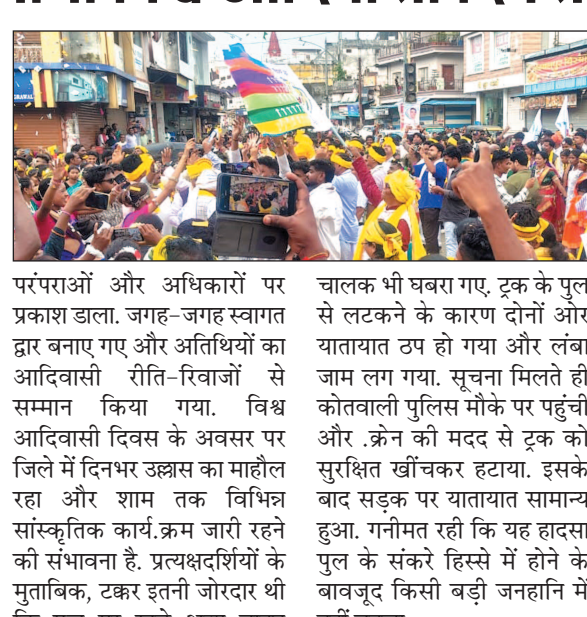 परंपराओं और अधिकारों पर
प्रकाश डाला. जगह-जगह स्वागत
द्वार बनाए गए और अतिथियों का
आदिवासी रीति-रिवाजों से
सम्मान किया गया. विश्व
आदिवासी दिवस के अवसर पर
जिले में दिनभर उल्लास का माहौल
रहा और शाम तक विभिन्न
सांस्कृतिक कार्य.क्रम जारी रहने
की संभावना है. प्रत्यक्षदर्शियों के
मुताबिक, टक्कर इतनी जोरदार थी
चालक भी घबरा गए. ट्रक के पुल
से लटकने के कारण दोनों ओर
यातायात ठप हो गया और लंबा
जाम लग गया. सूचना मिलते ही
कोतवाली पुलिस मौके पर पहुंची
और .क्रेन की मदद से ट्रक को
सुरक्षित खींचकर हटाया. इसके
बाद सड़क पर यातायात सामान्य
हुआ. गनीमत रही कि यह हादसा
पुल के संकरे हिस्से में होने के
बावजूद किसी बड़ी जनहानि में